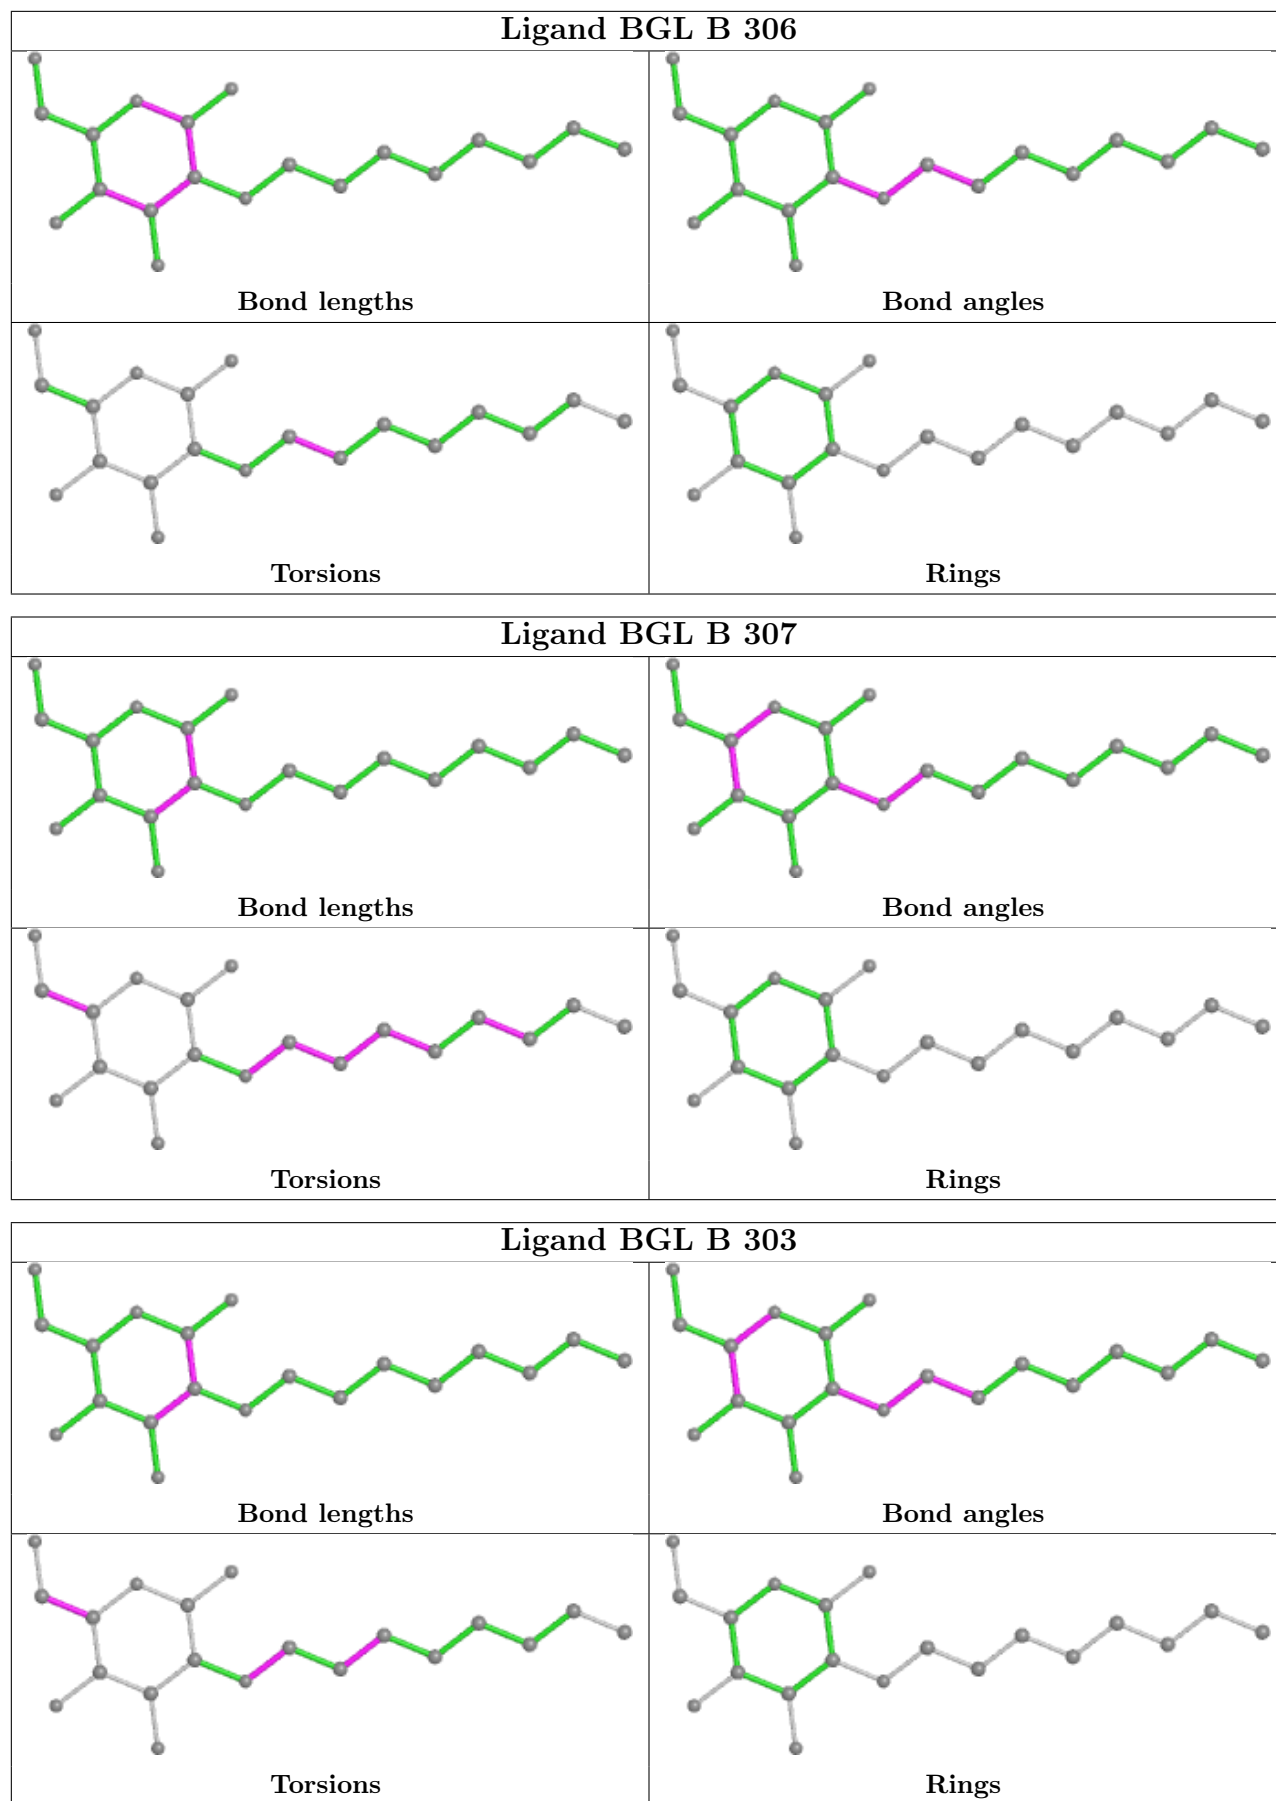 Ligand BGL B 306
Bond lengths
Bond angles
Torsions
Rings
Ligand BGL B 307
Bond lengths
Bond angles
Torsions
Rings
Ligand BGL B 303
Bond lengths
Bond angles
Torsions
Rings